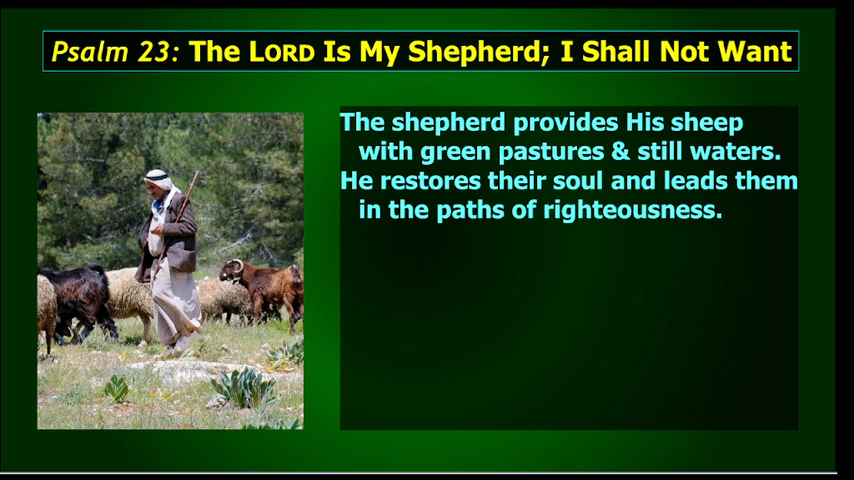 Psalm 23: The LORD Is My Shepherd; I Shall Not Want
The shepherd provides His sheep
with green pastures & still waters.
He restores their soul and leads them
in the paths of righteousness.